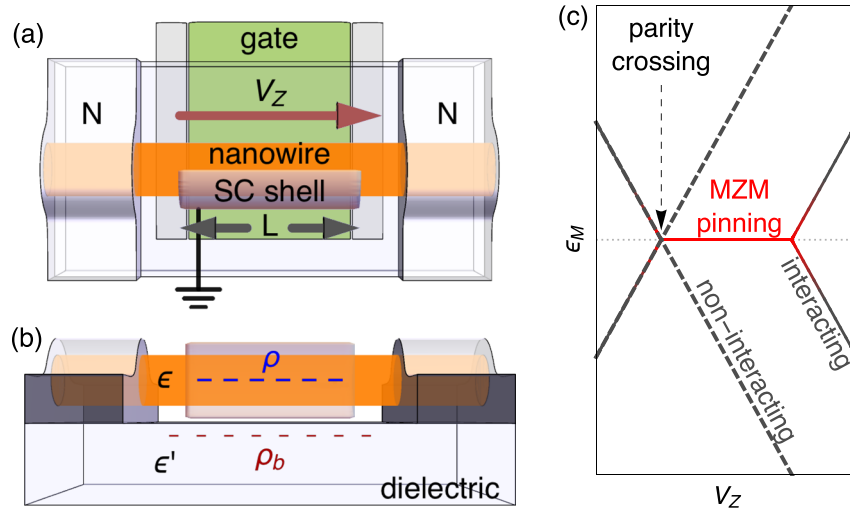 (a)
gate
N
V_Z
N
nanowire
SC shell
L
(b)
ρ
ϵ
ρ_b
ϵ'
dielectric
(c)
parity
crossing
MZM
pinning
ϵ_M
non-interacting
interacting
V_Z